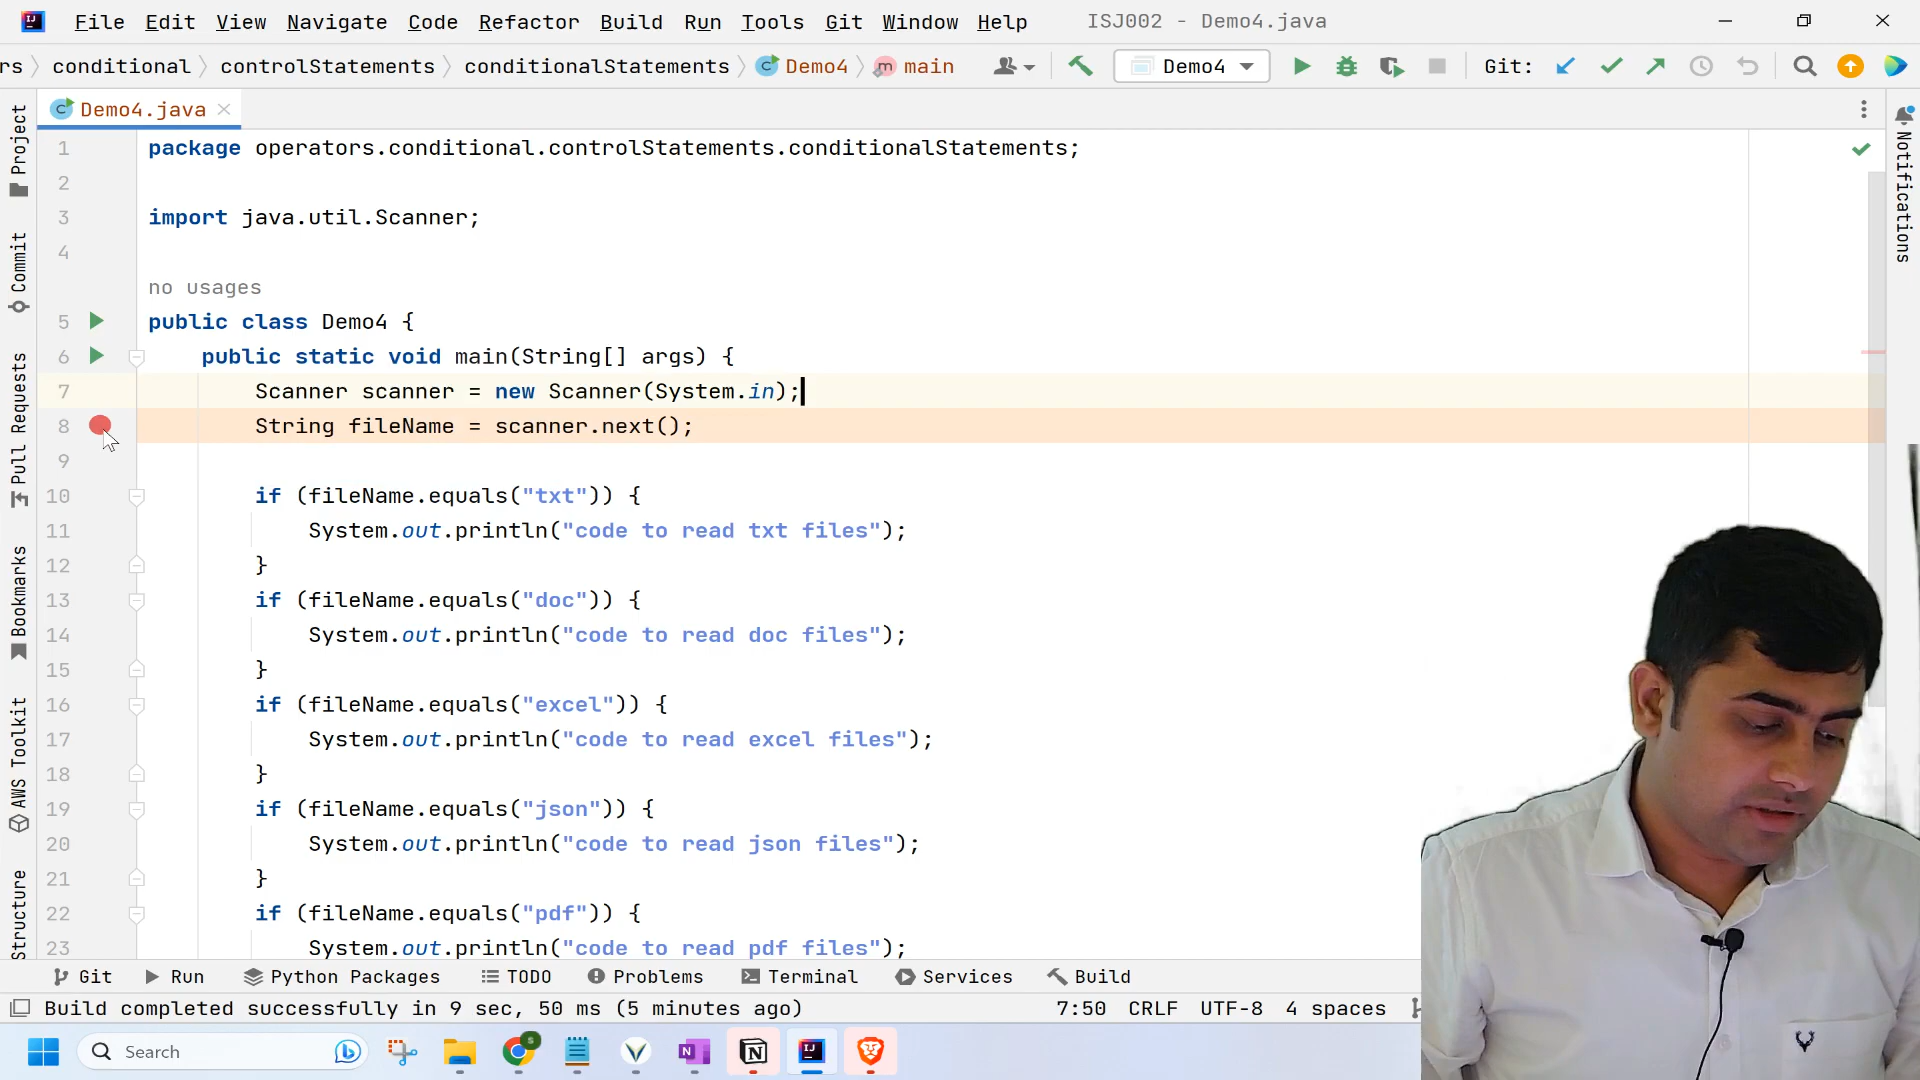 File Edit View Navigate Code Refactor Build Run Tools Git Window Help ISJ002 - Demo4.java
rs conditional controlStatements conditionalStatements Demo4 main Demo4 Git:
Demo4.java
1 package operators.conditional.controlStatements.conditionalStatements;
2
3 import java.util.Scanner;
4
no usages
5 public class Demo4 {
6 public static void main(String[] args) {
7 Scanner scanner = new Scanner(System.in);
8 String fileName = scanner.next();
9
10 if (fileName.equals("txt")) {
11 System.out.println("code to read txt files");
12 }
13 if (fileName.equals("doc")) {
14 System.out.println("code to read doc files");
15 }
16 if (fileName.equals("excel")) {
17 System.out.println("code to read excel files");
18 }
19 if (fileName.equals("json")) {
20 System.out.println("code to read json files");
21 }
22 if (fileName.equals("pdf")) {
23 System.out.println("code to read pdf files");
Project
Commit
Pull Requests
Bookmarks
AWS Toolkit
Structure
Notifications
Git Run Python Packages TODO Problems Terminal Services Build
Build completed successfully in 9 sec, 50 ms (5 minutes ago) 7:50 CRLF UTF-8 4 spaces
Search